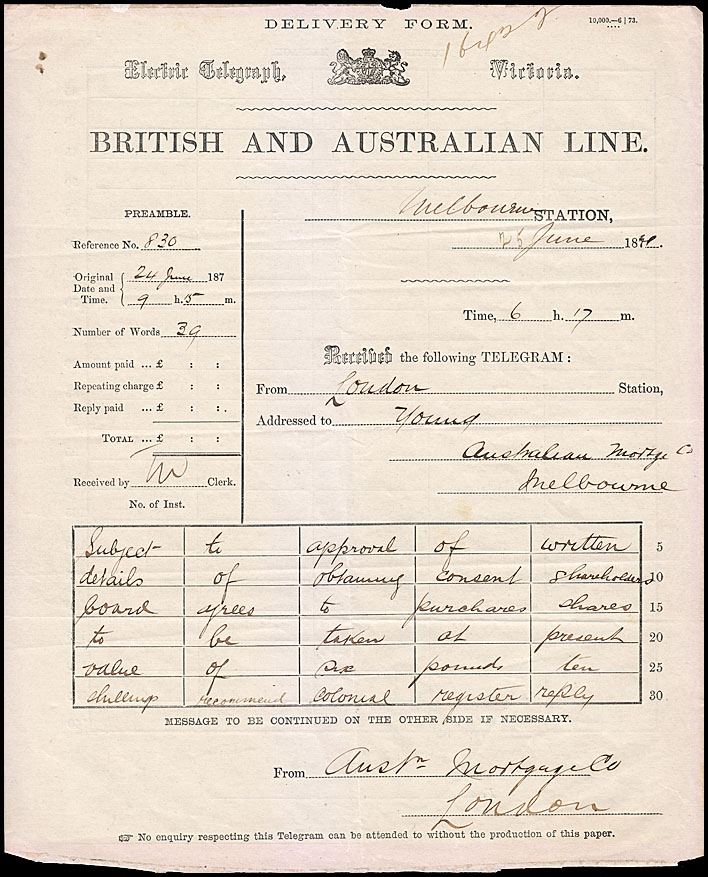 DELIVERY FORM.
10,000.—6 | 73.
Electric Telegraph, Victoria.
BRITISH AND AUSTRALIAN LINE.
PREAMBLE.
Reference No. 830
Original Date and Time. 24 June 187
9 h. 5 m.
Number of Words 39
Amount paid ... £ : :
Repeating charge £ : :
Reply paid ... £ : : .
TOTAL ... £ : :
Received by Clerk.
No. of Inst.
Melbourne STATION,
25 June 18
Time, 6 h. 17 m.
Received the following TELEGRAM :
From London Station,
Addressed to Young
Australian Mortge Co
Melbourne
Subject to approval of written 5
details of obtaining consent shareholders 10
board agrees to purchares shares 15
to be taken at present 20
value of six pounds ten 25
shillings recommend colonial register reply 30
MESSAGE TO BE CONTINUED ON THE OTHER SIDE IF NECESSARY.
From Austn Mortgage Co
London
☞ No enquiry respecting this Telegram can be attended to without the production of this paper.